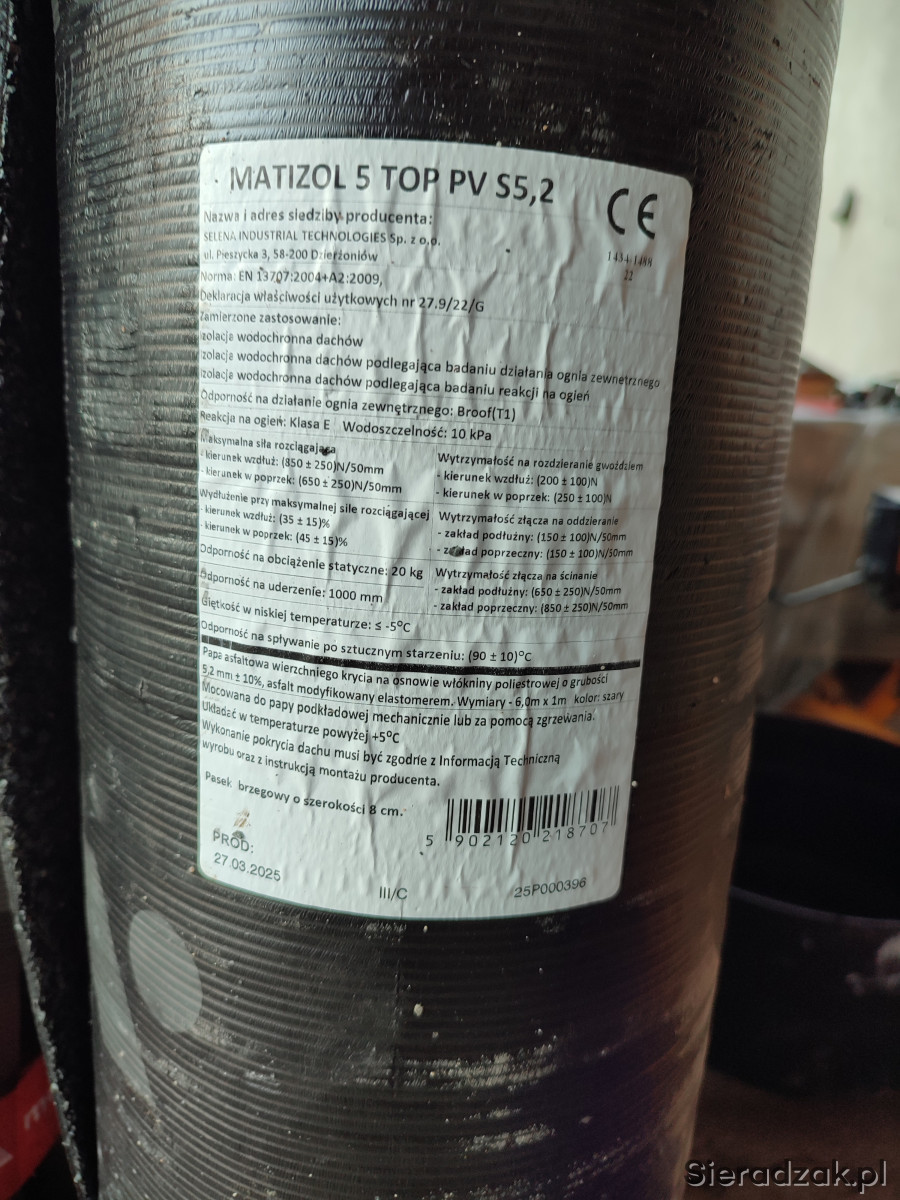 MATIZOL 5 TOP PV S5,2
CE
Nazwa i adres siedziby producenta:
SELENA INDUSTRIAL TECHNOLOGIES Sp. z o.o.
ul. Pieszycka 3, 58-200 Dzierżoniów
1434 1488
22
Norma: EN 13707:2004+A2:2009,
Deklaracja właściwości użytkowych nr 27.9/22/G
Zamierzone zastosowanie:
Izolacja wodochronna dachów
Izolacja wodochronna dachów podlegająca badaniu działania ognia zewnętrznego
Izolacja wodochronna dachów podlegająca badaniu reakcji na ogień
Odporność na działanie ognia zewnętrznego: Broof(T1)
Reakcja na ogień: Klasa E Wodoszczelność: 10 kPa
Maksymalna siła rozciągająca
- kierunek wzdłuż: (850 ± 250)N/50mm
- kierunek w poprzek: (650 ± 250)N/50mm
Wytrzymałość na rozdzieranie gwoździem
- kierunek wzdłuż: (200 ± 100)N
- kierunek w poprzek: (250 ± 100)N
Wydłużenie przy maksymalnej sile rozciągającej
- kierunek wzdłuż: (35 ± 15)%
- kierunek w poprzek: (45 ± 15)%
Wytrzymałość złącza na oddzieranie
- zakład podłużny: (150 ± 100)N/50mm
- zakład poprzeczny: (150 ± 100)N/50mm
Odporność na obciążenie statyczne: 20 kg
Odporność na uderzenie: 1000 mm
Wytrzymałość złącza na ścinanie
- zakład podłużny: (650 ± 250)N/50mm
- zakład poprzeczny: (850 ± 250)N/50mm
Giętkość w niskiej temperaturze: ≤ -5°C
Odporność na spływanie po sztucznym starzeniu: (90 ± 10)°C
Papa asfaltowa wierzchniego krycia na osnowie włókniny poliestrowej o grubości
5,2 mm ± 10%, asfalt modyfikowany elastomerem. Wymiary - 6,0m x 1m kolor: szary
Mocowana do papy podkładowej mechanicznie lub za pomocą zgrzewania.
Układać w temperaturze powyżej +5°C
Wykonanie pokrycia dachu musi być zgodne z Informacją Techniczną
wyrobu oraz z instrukcją montażu producenta.
Pasek brzegowy o szerokości 8 cm.
5 902120 218707
PROD:
27.03.2025
III/C
25P000396
Sieradzak.pl